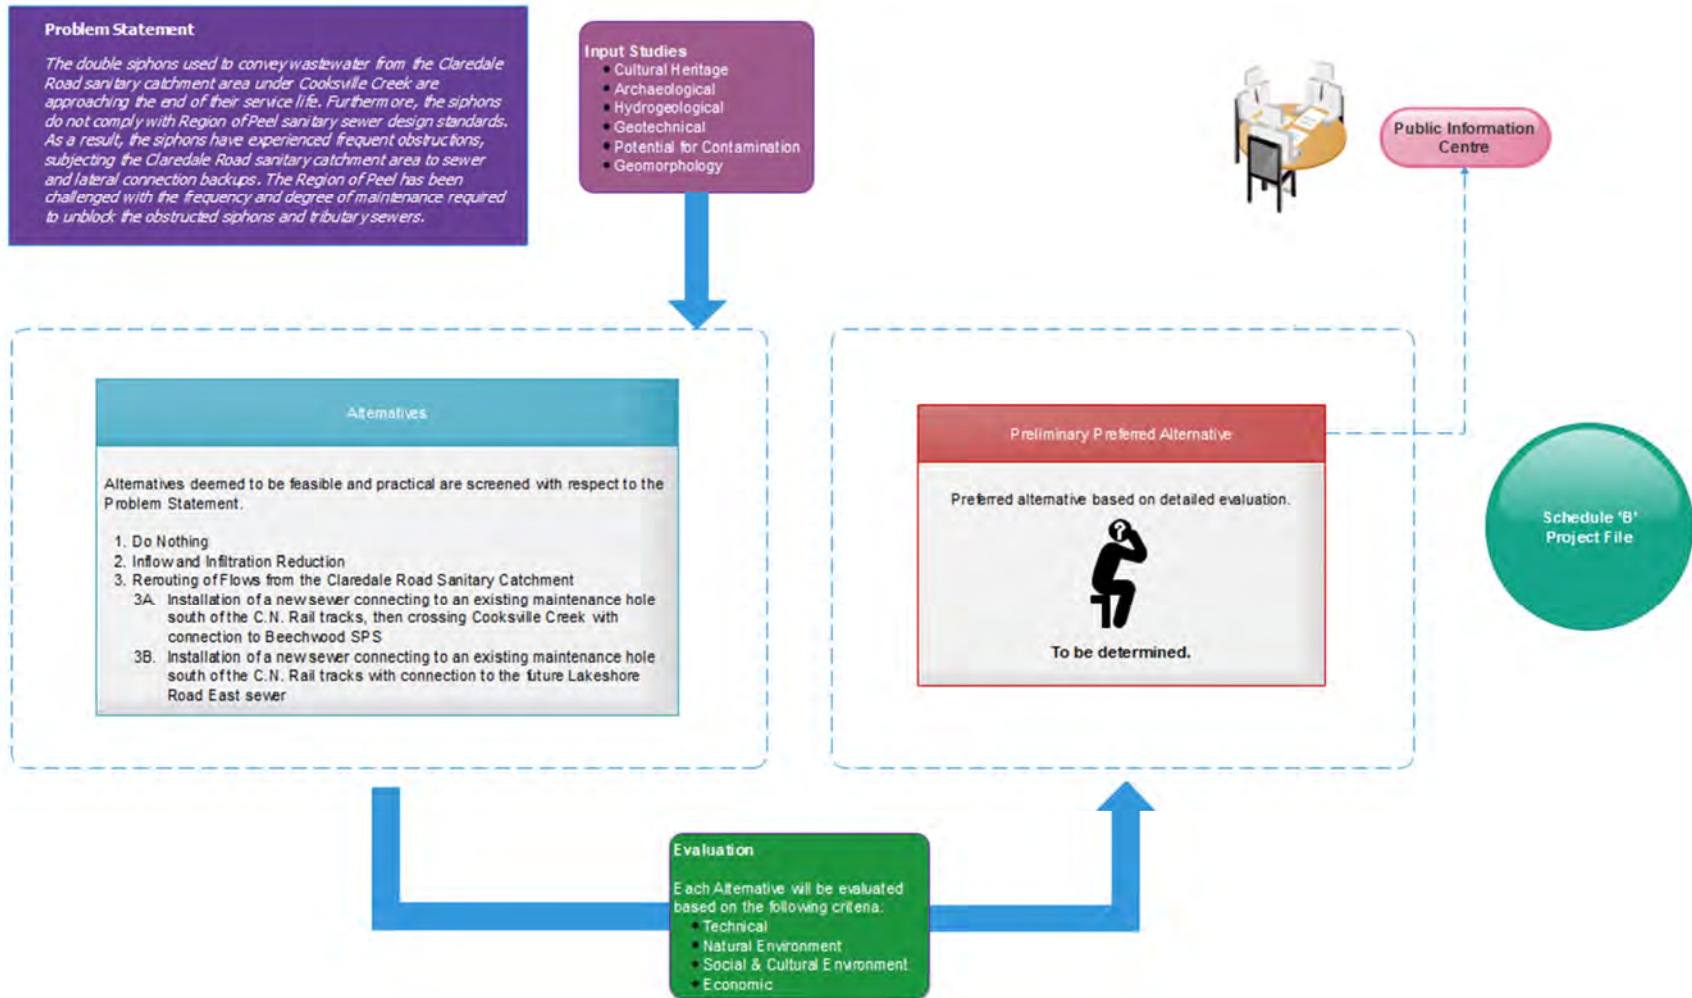 Problem Statement
The double siphons used to convey wastewater from the Claredale
Road sanitary catchment area under Cooksville Creek are
approaching the end of their service life. Furthermore, the siphons
do not comply with Region of Peel sanitary sewer design standards.
As a result, the siphons have experienced frequent obstructions,
subjecting the Claredale Road sanitary catchment area to sewer
and lateral connection backups. The Region of Peel has been
challenged with the frequency and degree of maintenance required
to unblock the obstructed siphons and tributary sewers.
Input Studies
• Cultural Heritage
• Archaeological
• Hydrogeological
• Geotechnical
• Potential for Contamination
• Geomorphology
Public Information
Centre
Alternatives
Alternatives deemed to be feasible and practical are screened with respect to the
Problem Statement.
1. Do Nothing
2. Inflow and Infiltration Reduction
3. Rerouting of Flows from the Claredale Road Sanitary Catchment
3A. Installation of a new sewer connecting to an existing maintenance hole
south of the C.N. Rail tracks, then crossing Cooksville Creek with
connection to Beechwood SPS
3B. Installation of a new sewer connecting to an existing maintenance hole
south of the C.N. Rail tracks with connection to the future Lakeshore
Road East sewer
Preliminary Preferred Alternative
Preferred alternative based on detailed evaluation.
?
To be determined.
Schedule 'B'
Project File
Evaluation
Each Alternative will be evaluated
based on the following criteria:
• Technical
• Natural Environment
• Social & Cultural Environment
• Economic